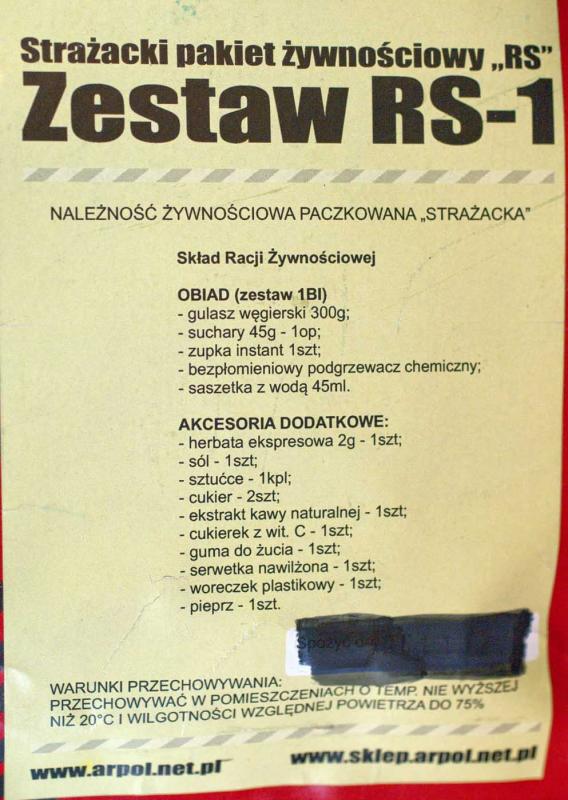 Strażacki pakiet żywnościowy „RS”
Zestaw RS-1
NALEŻNOŚĆ ŻYWNOŚCIOWA PACZKOWANA „STRAŻACKA”
Skład Racji Żywnościowej
OBIAD (zestaw 1BI)
- gulasz węgierski 300g;
- suchary 45g - 1op;
- zupka instant 1szt;
- bezpłomieniowy podgrzewacz chemiczny;
- saszetka z wodą 45ml.
AKCESORIA DODATKOWE:
- herbata ekspresowa 2g - 1szt;
- sól - 1szt;
- sztućce - 1kpl;
- cukier - 2szt;
- ekstrakt kawy naturalnej - 1szt;
- cukierek z wit. C - 1szt;
- guma do żucia - 1szt;
- serwetka nawilżona - 1szt;
- woreczek plastikowy - 1szt;
- pieprz - 1szt.
Spożyć
WARUNKI PRZECHOWYWANIA:
PRZECHOWYWAĆ W POMIESZCZENIACH O TEMP. NIE WYŻSZEJ
NIŻ 20°C I WILGOTNOŚCI WZGLĘDNEJ POWIETRZA DO 75%
www.arpol.net.pl
www.sklep.arpol.net.pl